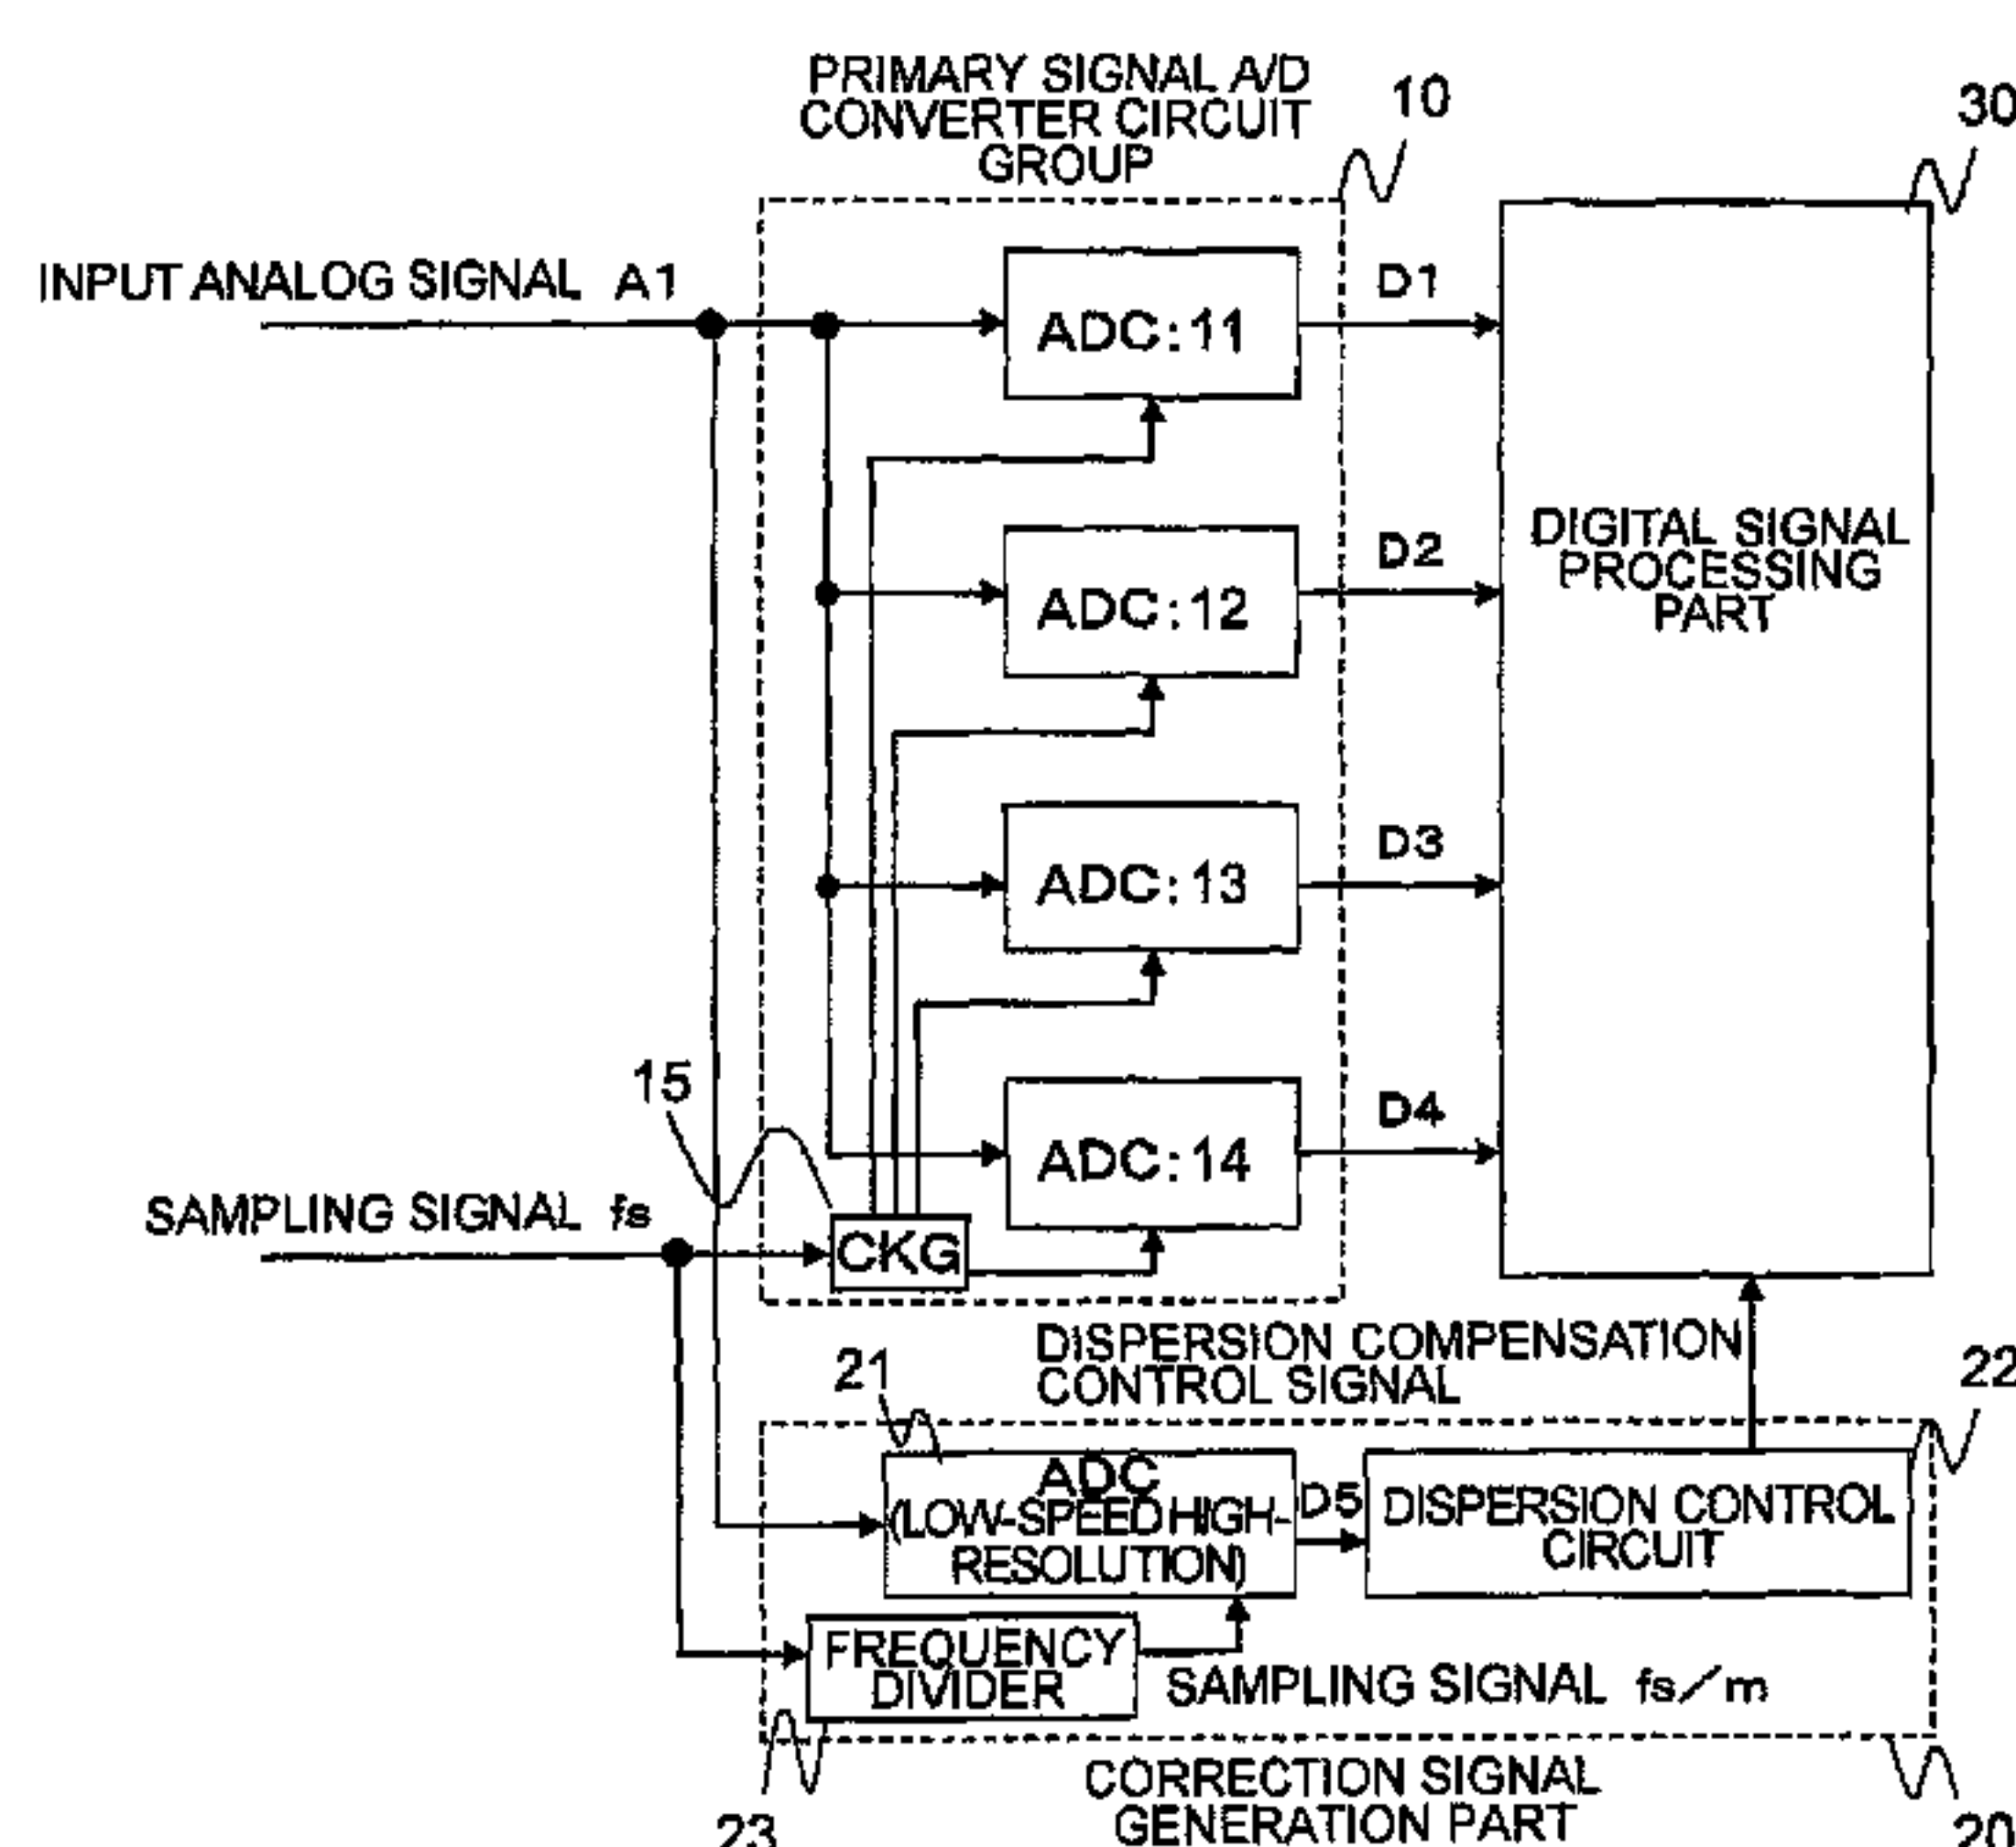 PRIMARY SIGNAL A/D
CONVERTER CIRCUIT
GROUP
10
30
INPUT ANALOG SIGNAL A1
ADC:11
D1
ADC:12
D2
DIGITAL SIGNAL
PROCESSING
PART
ADC:13
D3
15
ADC:14
D4
SAMPLING SIGNAL fs
CKG
DISPERSION COMPENSATION
CONTROL SIGNAL
21
22
ADC
(LOW-SPEED HIGH-
RESOLUTION)
D5
DISPERSION CONTROL
CIRCUIT
FREQUENCY
DIVIDER
SAMPLING SIGNAL fs/m
CORRECTION SIGNAL
GENERATION PART
23
20